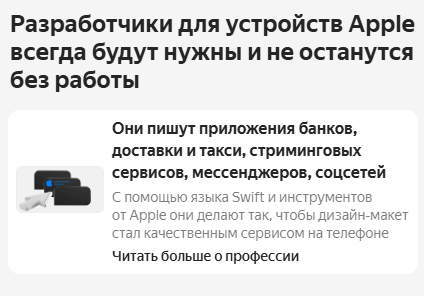 Разработчики для устройств Apple
всегда будут нужны и не останутся
без работы
Они пишут приложения банков,
доставки и такси, стриминговых
сервисов, мессенджеров, соцсетей
С помощью языка Swift и инструментов
от Apple они делают так, чтобы дизайн-макет
стал качественным сервисом на телефоне
Читать больше о профессии